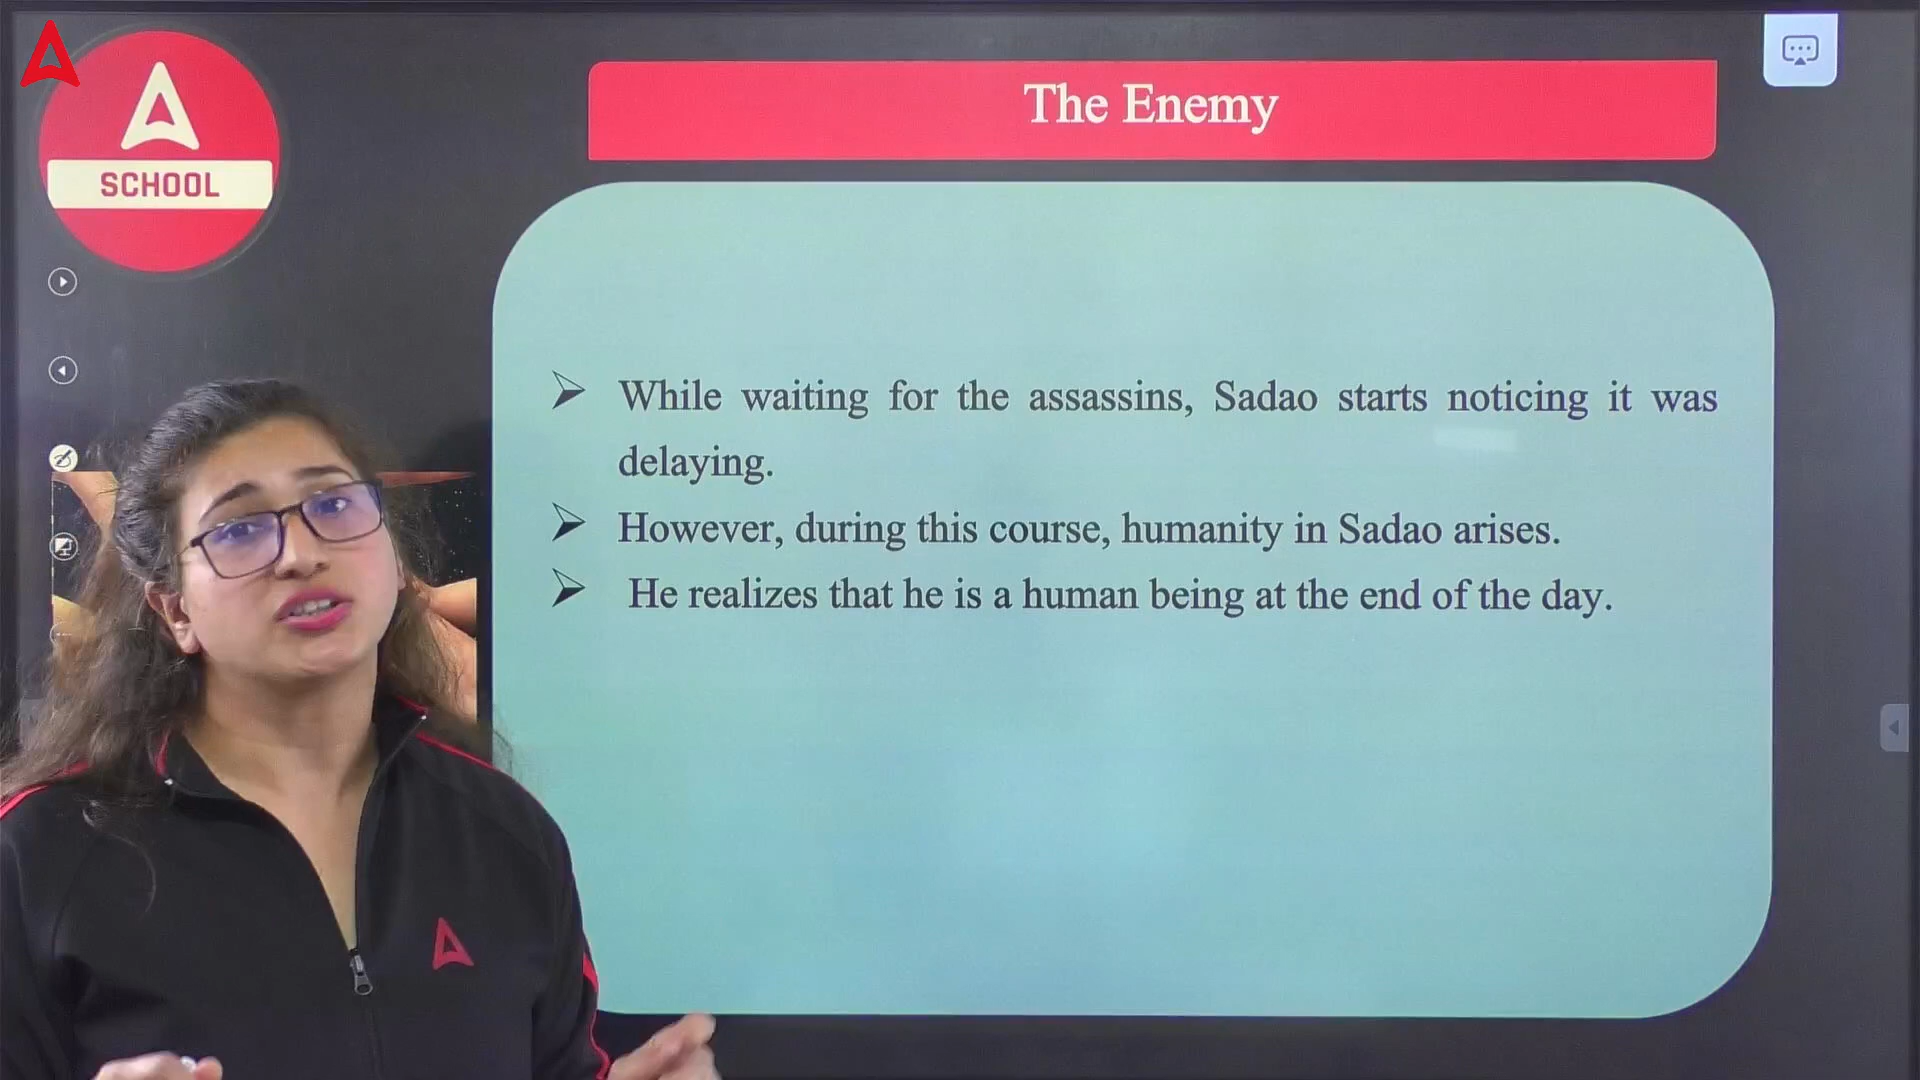 SCHOOL
The Enemy
While waiting for the assassins, Sadao starts noticing it was
delaying.
However, during this course, humanity in Sadao arises.
He realizes that he is a human being at the end of the day.